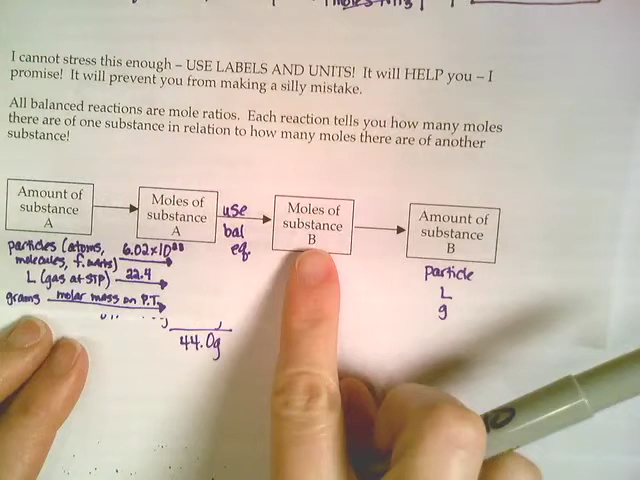 I cannot stress this enough – USE LABELS AND UNITS! It will HELP you – I
promise! It will prevent you from making a silly mistake.
All balanced reactions are mole ratios. Each reaction tells you how many moles
there are of one substance in relation to how many moles there are of another
substance!
Amount of
substance
A
Moles of
substance
A
use
bal
eq.
Moles of
substance
B
Amount of
substance
B
particles (atoms,
molecules, f. units)
6.02×10²³
L (gas at STP) 22.4
grams molar mass on P.T.
44.0g
particle
L
g